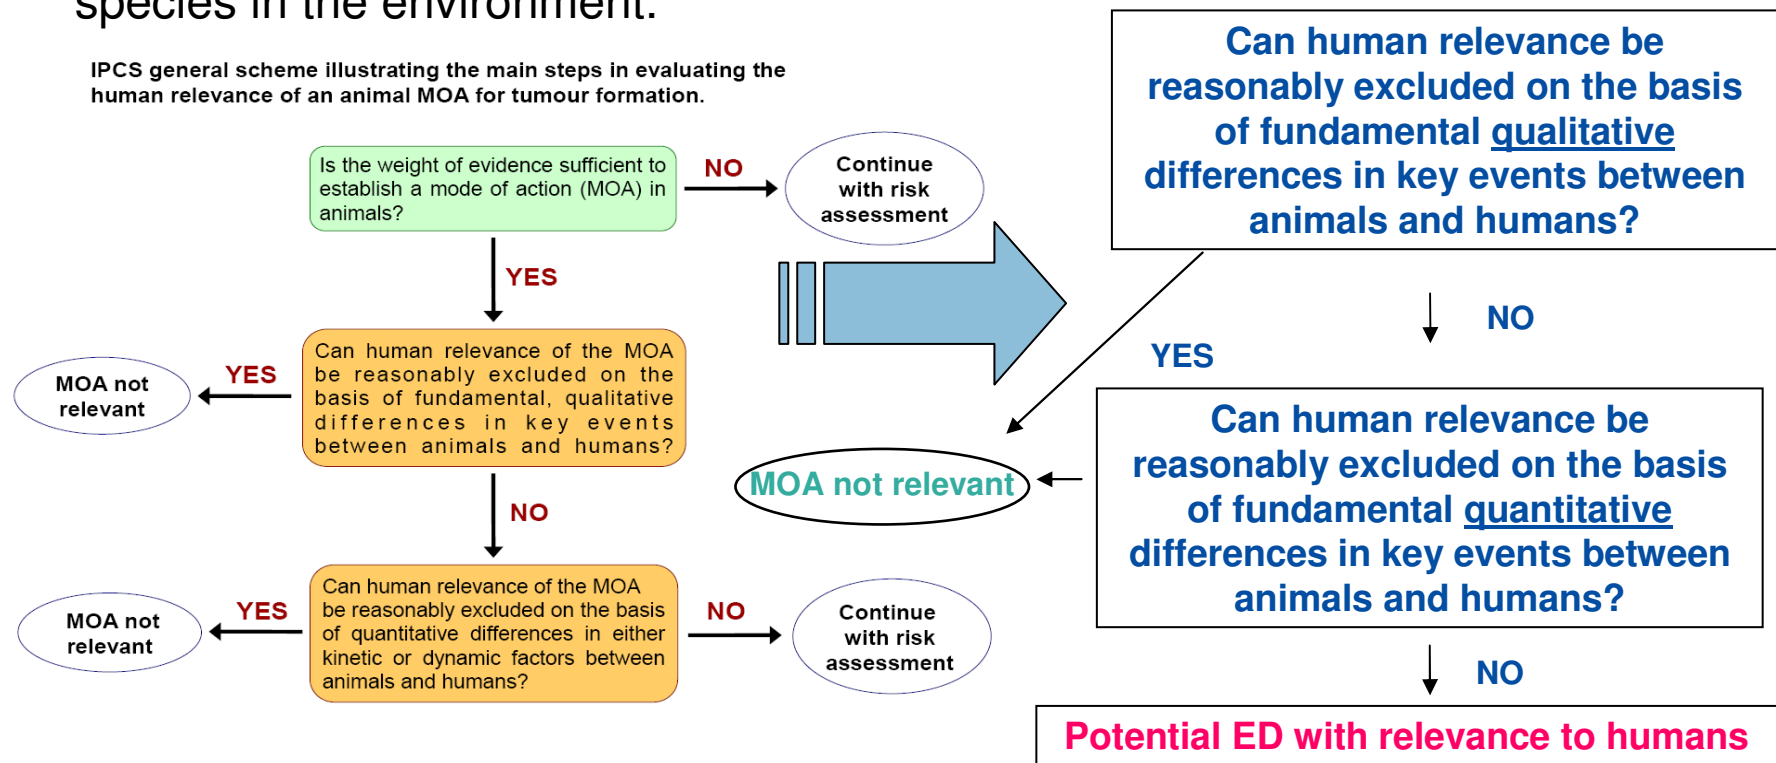 species in the environment.
IPCS general scheme illustrating the main steps in evaluating the
human relevance of an animal MOA for tumour formation.
Is the weight of evidence sufficient to
establish a mode of action (MOA) in
animals?
NO
Continue
with risk
assessment
YES
Can human relevance of the MOA
be reasonably excluded on the
basis of fundamental, qualitative
differences in key events
between animals and humans?
YES
MOA not
relevant
NO
Can human relevance of the MOA
be reasonably excluded on the basis
of quantitative differences in either
kinetic or dynamic factors between
animals and humans?
YES
MOA not
relevant
NO
Continue
with risk
assessment
Can human relevance be
reasonably excluded on the basis
of fundamental qualitative
differences in key events between
animals and humans?
YES
NO
MOA not relevant
Can human relevance be
reasonably excluded on the basis
of fundamental quantitative
differences in key events between
animals and humans?
NO
Potential ED with relevance to humans